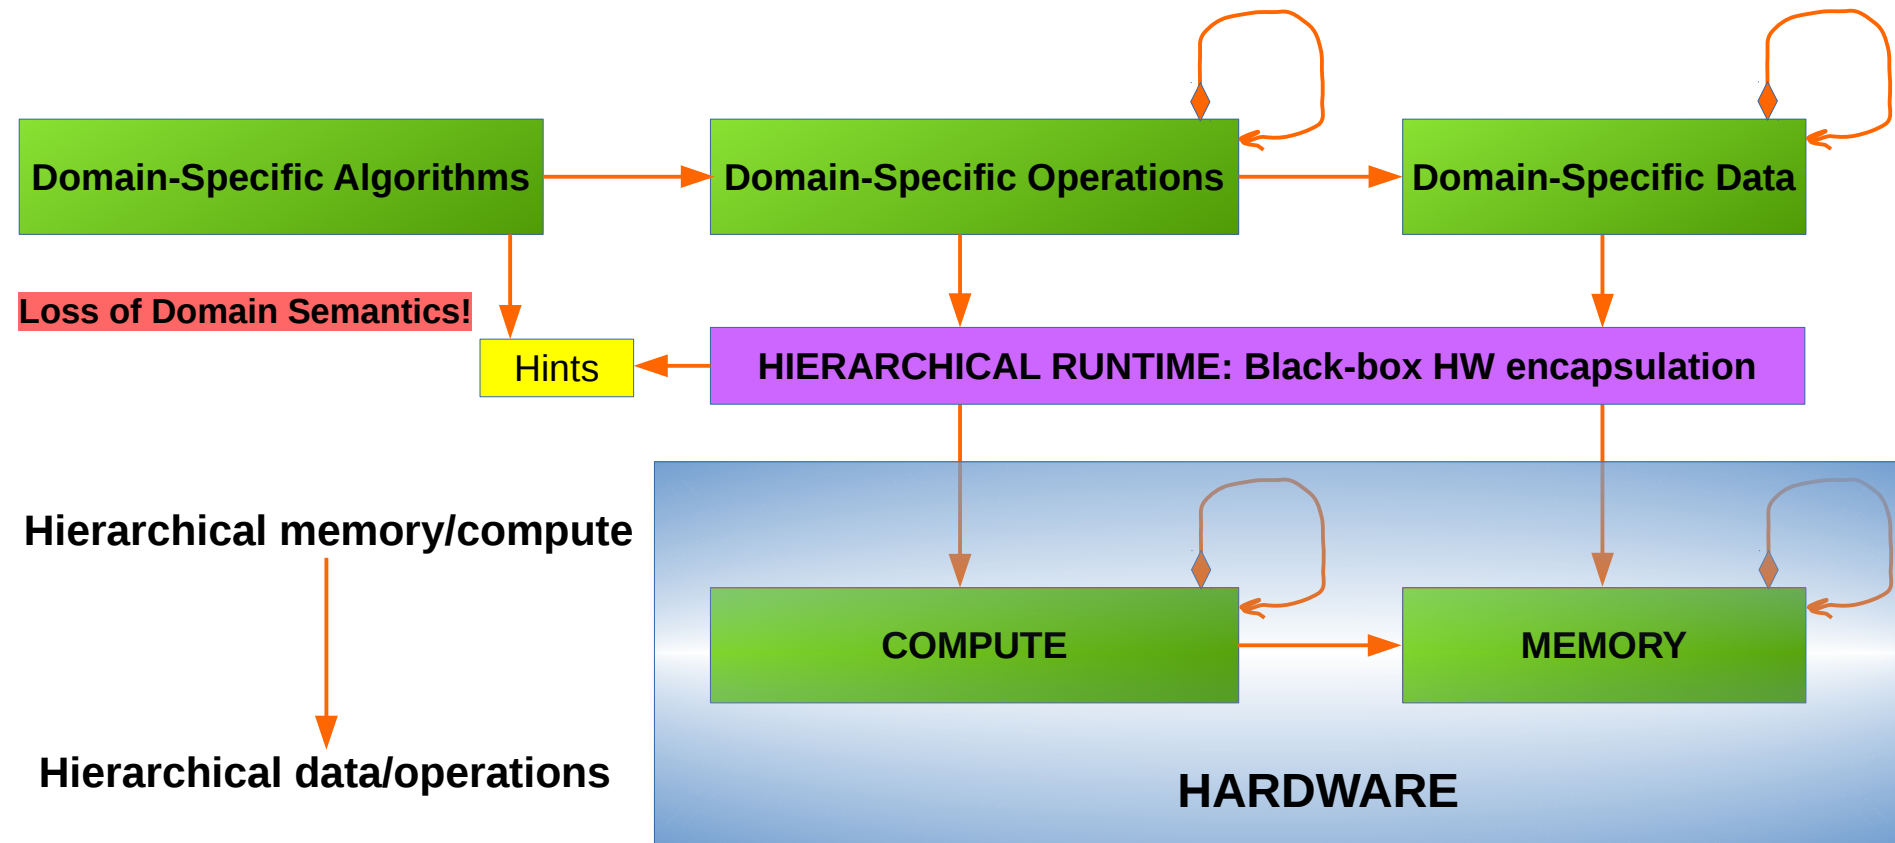 Domain-Specific Algorithms
Domain-Specific Operations
Domain-Specific Data
Loss of Domain Semantics!
Hints
HIERARCHICAL RUNTIME: Black-box HW encapsulation
Hierarchical memory/compute
COMPUTE
MEMORY
Hierarchical data/operations
HARDWARE